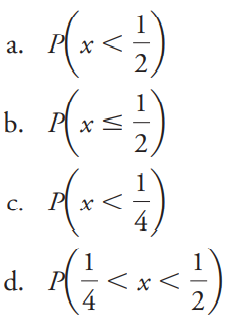 a. P(x < 1/2)
b. P(x ≤ 1/2)
c. P(x < 1/4)
d. P(1/4 < x < 1/2)